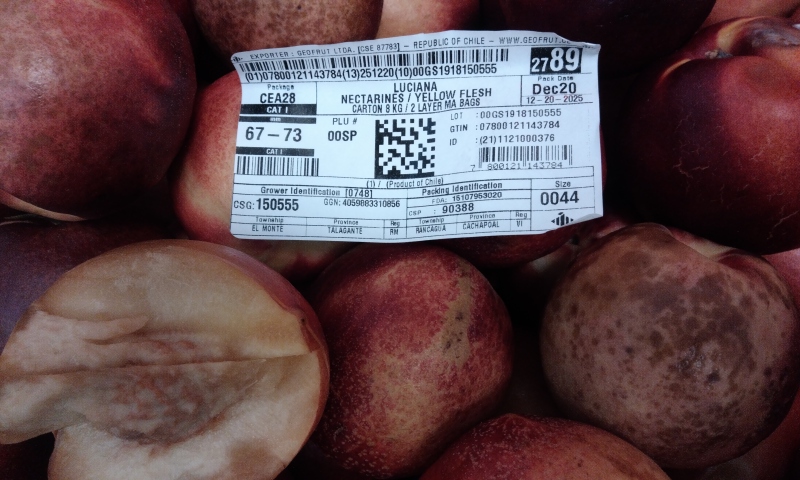 EXPORTER : GEOFRUT LTDA. [CSE 87783] - REPUBLIC OF CHILE - WWW.GEOFRUT.C
(01)07800121143784(13)251220(10)00GS1918150555
2789
Pack Date
Dec20
12-20-2025
Package
CEA28
CAT I
mm
67-73
CAT I
LUCIANA
NECTARINES / YELLOW FLESH
CARTON 8 KG / 2 LAYER MA BAGS
PLU #
00SP
LOT :00GS1918150555
GTIN :07800121143784
ID :(21)1121000376
7 800121 143784
(1) / (Product of Chile)
Grower Identification [0748]
CSG:150555 GGN: 4059883310856
Packing Identification
FDA: 15107953020
CSP : 90388
Size
0044
Township Province Reg Township Province Reg
EL MONTE TALAGANTE RM RANCAGUA CACHAPOAL VI